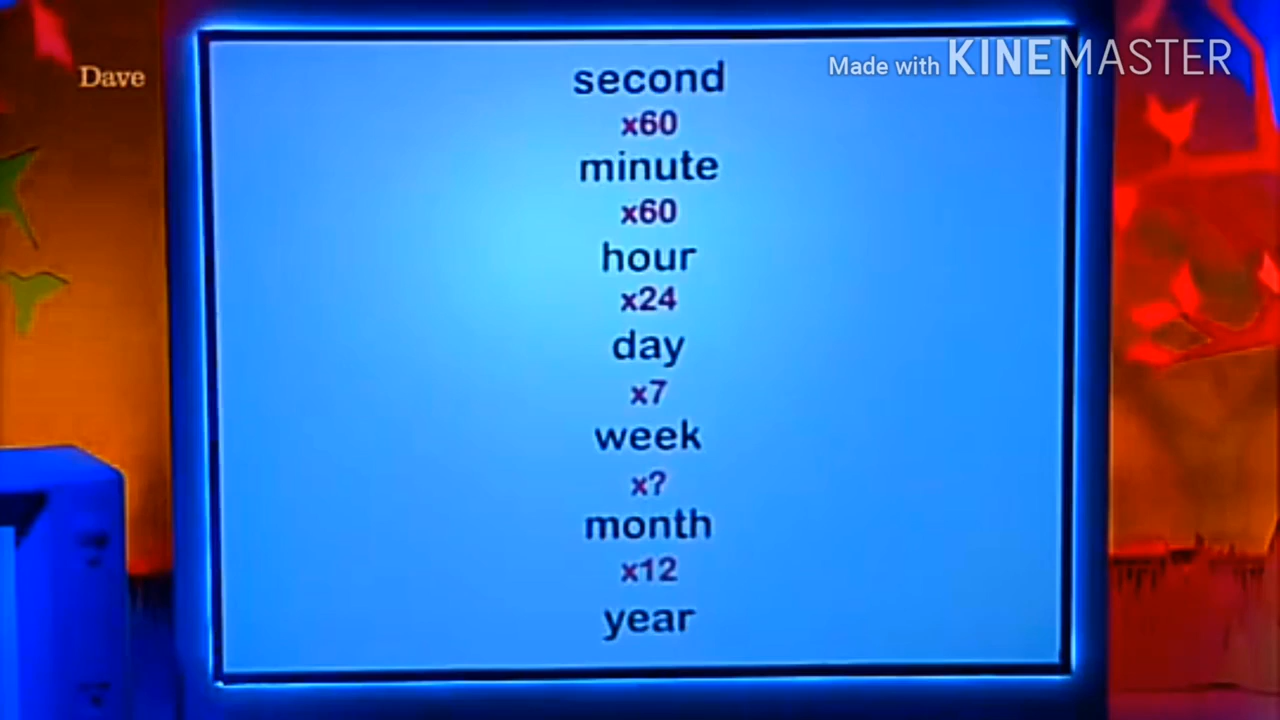 Dave
Made with KINEMASTER
second
x60
minute
x60
hour
x24
day
x7
week
x?
month
x12
year